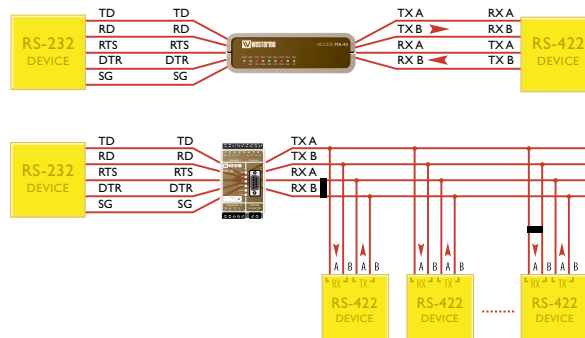 TD TD TX A RX A
RS-232 DEVICE RD RD Westermo ACCESS MA-42 TX B RX B RS-422 DEVICE
RTS RTS RX A TX A
DTR DTR RX B TX B
SG SG
TD TD TX A
RS-232 DEVICE RD RD TX B
RTS RTS RX A
DTR DTR RX B
SG SG
A B A B A B A B A B A B
RX TX RX TX RX TX
RS-422 RS-422 RS-422
DEVICE DEVICE ........ DEVICE